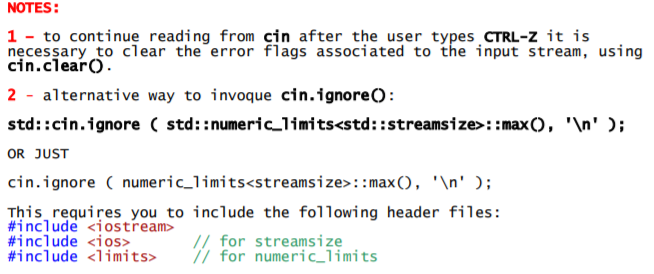 NOTES:
1 - to continue reading from cin after the user types CTRL-Z it is
necessary to clear the error flags associated to the input stream, using
cin.clear().
2 - alternative way to invoque cin.ignore():
std::cin.ignore ( std::numeric_limits<std::streamsize>::max(), '\n' );
OR JUST
cin.ignore ( numeric_limits<streamsize>::max(), '\n' );
This requires you to include the following header files:
#include <iostream>
#include <ios> // for streamsize
#include <limits> // for numeric_limits